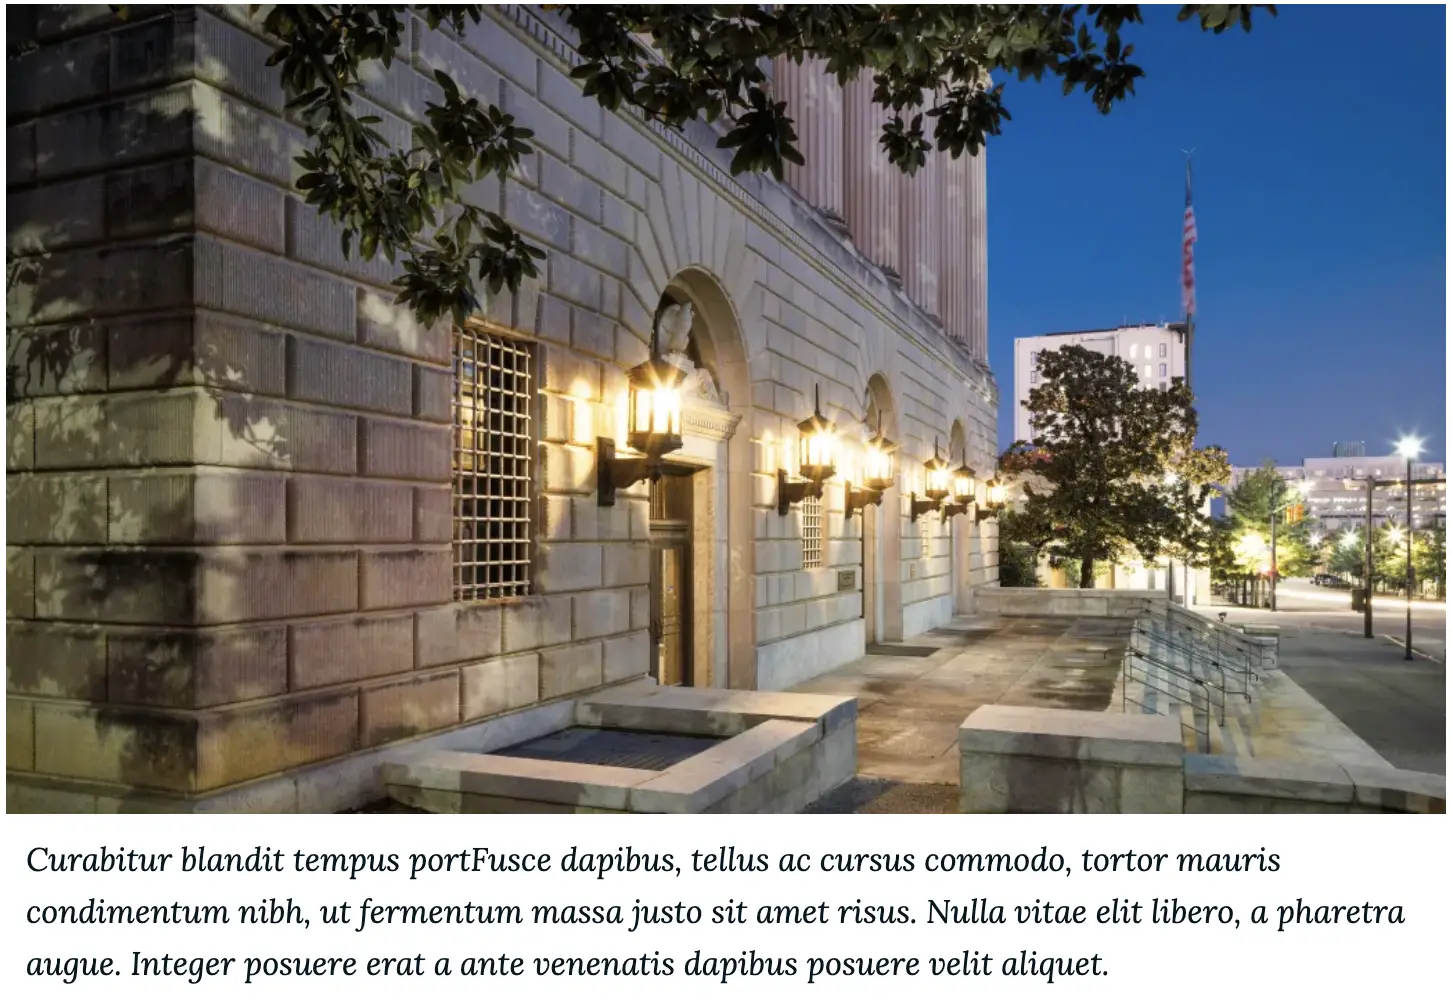 Curabitur blandit tempus portFusce dapibus, tellus ac cursus commodo, tortor mauris
condimentum nibh, ut fermentum massa justo sit amet risus. Nulla vitae elit libero, a pharetra
augue. Integer posuere erat a ante venenatis dapibus posuere velit aliquet.